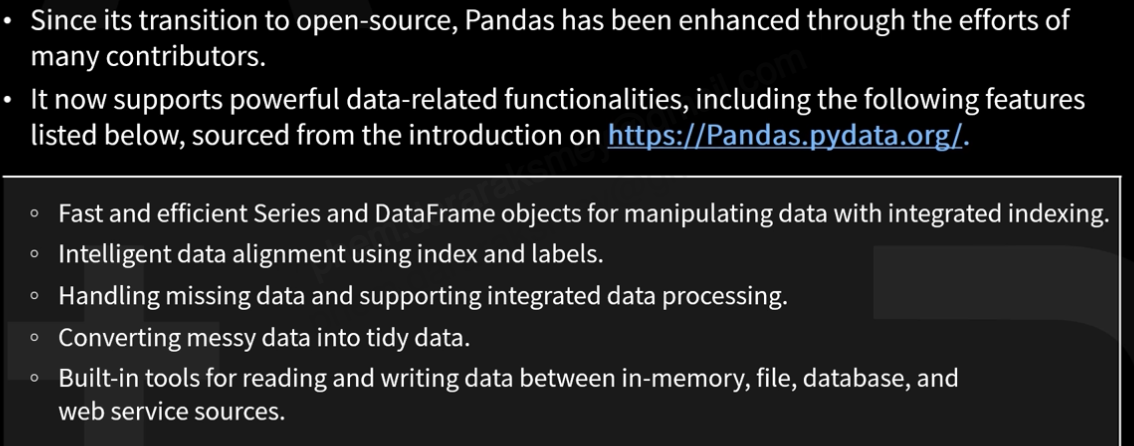 • Since its transition to open-source, Pandas has been enhanced through the efforts of
many contributors.
• It now supports powerful data-related functionalities, including the following features
listed below, sourced from the introduction on https://Pandas.pydata.org/.
◦ Fast and efficient Series and DataFrame objects for manipulating data with integrated indexing.
◦ Intelligent data alignment using index and labels.
◦ Handling missing data and supporting integrated data processing.
◦ Converting messy data into tidy data.
◦ Built-in tools for reading and writing data between in-memory, file, database, and
web service sources.